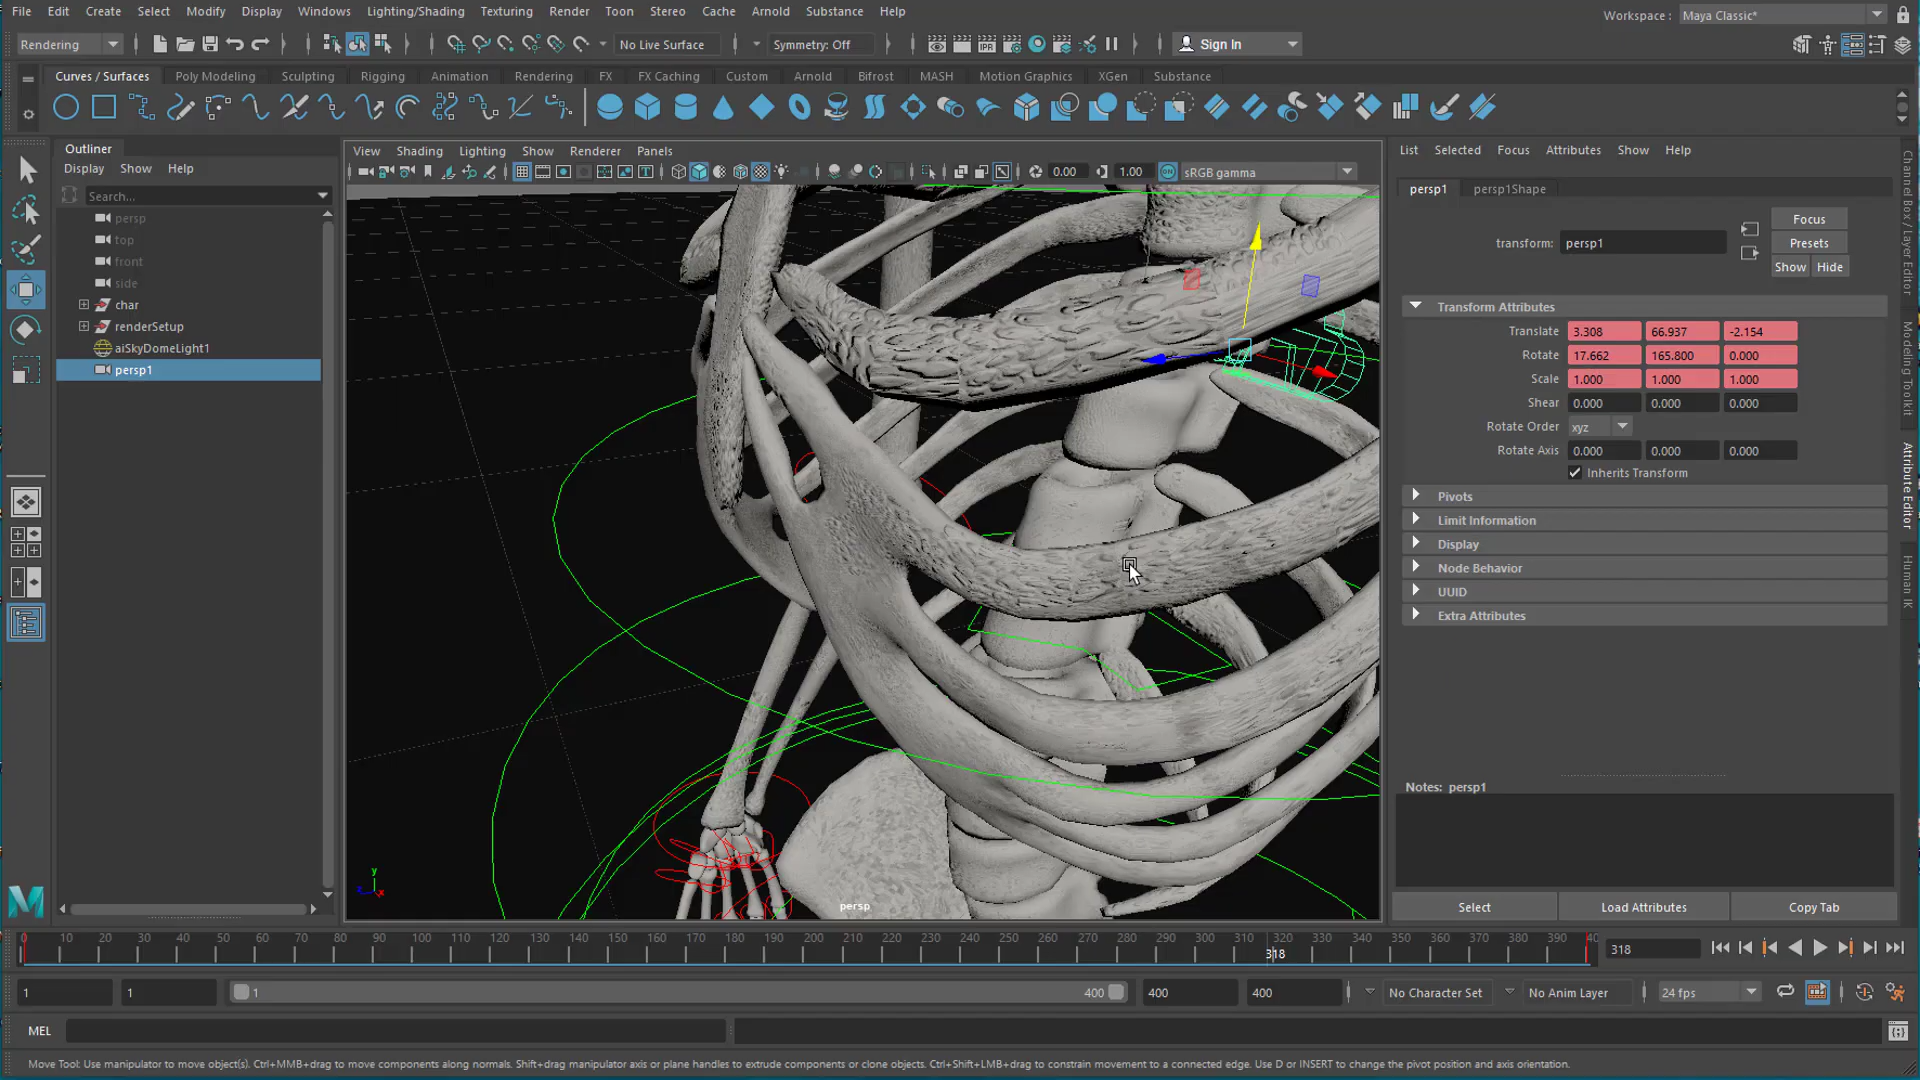 File Edit Create Select Modify Display Windows Lighting/Shading Texturing Render Toon Stereo Cache Arnold Substance Help
Workspace : Maya Classic*
Rendering No Live Surface Symmetry: Off Sign In
Curves / Surfaces Poly Modeling Sculpting Rigging Animation Rendering FX FX Caching Custom Arnold Bifrost MASH Motion Graphics XGen Substance
Outliner
Display Show Help
Search...
persp
top
front
side
char
renderSetup
aiSkyDomeLight1
persp1
View Shading Lighting Show Renderer Panels
0.00 1.00 sRGB gamma
y
z x
persp
List Selected Focus Attributes Show Help
persp1 persp1Shape
Focus
transform: persp1 Presets
Show Hide
Transform Attributes
Translate 3.308 66.937 -2.154
Rotate 17.662 165.800 0.000
Scale 1.000 1.000 1.000
Shear 0.000 0.000 0.000
Rotate Order xyz
Rotate Axis 0.000 0.000 0.000
Inherits Transform
Pivots
Limit Information
Display
Node Behavior
UUID
Extra Attributes
Notes: persp1
Select Load Attributes Copy Tab
Channel Box / Layer Editor
Modeling Toolkit
Attribute Editor
Human IK
0 10 20 30 40 50 60 70 80 90 100 110 120 130 140 150 160 170 180 190 200 210 220 230 240 250 260 270 280 290 300 310 320 330 340 350 360 370 380 390 40
318 318
1 1 1 400 400 400 No Character Set No Anim Layer 24 fps
MEL
Move Tool: Use manipulator to move object(s). Ctrl+MMB+drag to move components along normals. Shift+drag manipulator axis or plane handles to extrude components or clone objects. Ctrl+Shift+LMB+drag to constrain movement to a connected edge. Use D or INSERT to change the pivot position and axis orientation.